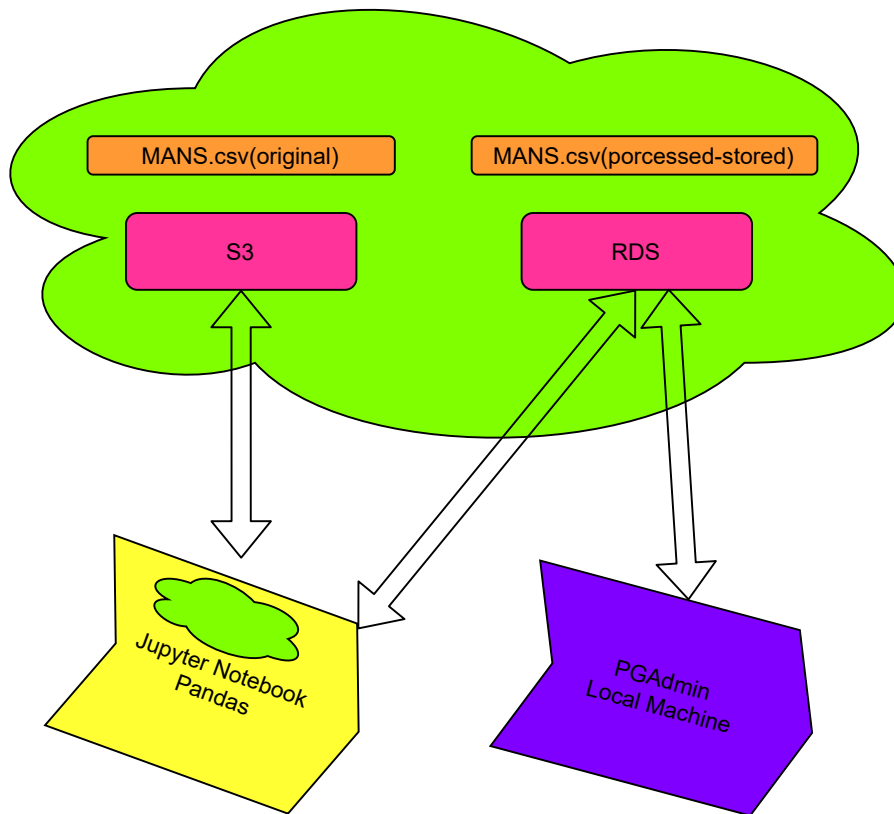 MANS.csv(original)
MANS.csv(porcessed-stored)
S3
RDS
Jupyter Notebook
Pandas
PGAdmin
Local Machine